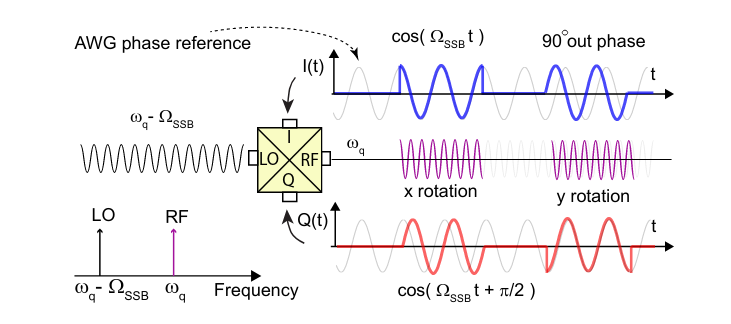 AWG phase reference
cos( Ω_SSB t )
90° out phase
I(t)
t
ω_q - Ω_SSB
I
LO
RF
Q
ω_q
x rotation
y rotation
LO
RF
Q(t)
t
ω_q - Ω_SSB
ω_q
Frequency
cos( Ω_SSB t + π/2 )